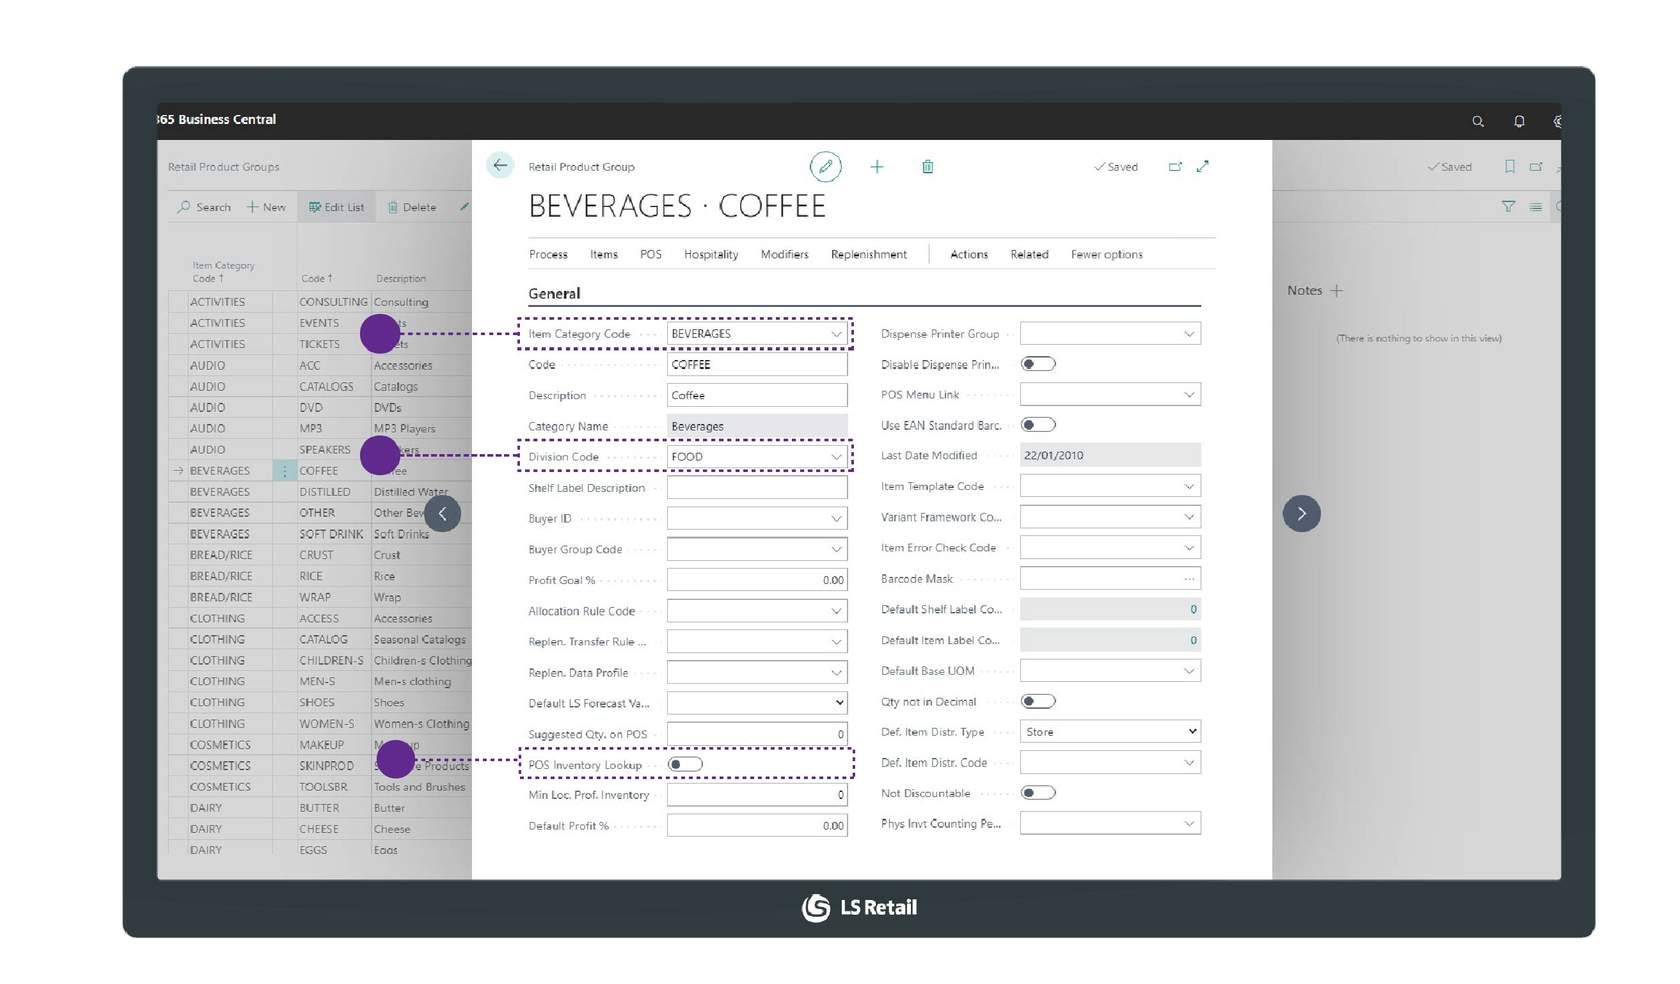 365 Business Central
Retail Product Groups
Search
New
Edit List
Delete
Item Category Code ↑
Code ↑
Description
ACTIVITIES CONSULTING Consulting
ACTIVITIES EVENTS
ACTIVITIES TICKETS
AUDIO ACC Accessories
AUDIO CATALOGS Catalogs
AUDIO DVD DVDs
AUDIO MP3 MP3 Players
AUDIO SPEAKERS
BEVERAGES COFFEE
BEVERAGES DISTILLED Distilled Water
BEVERAGES OTHER Other
BEVERAGES SOFT DRINK Soft Drinks
BREAD/RICE CRUST Crust
BREAD/RICE RICE Rice
BREAD/RICE WRAP Wrap
CLOTHING ACCESS Accessories
CLOTHING CATALOG Seasonal Catalogs
CLOTHING CHILDREN-S Children-s Clothing
CLOTHING MEN-S Men-s clothing
CLOTHING SHOES Shoes
CLOTHING WOMEN-S Women-s Clothing
COSMETICS MAKEUP
COSMETICS SKINPROD Products
COSMETICS TOOLSBR Tools and Brushes
DAIRY BUTTER Butter
DAIRY CHEESE Cheese
DAIRY EGGS Eggs
Retail Product Group
Saved
BEVERAGES · COFFEE
Process Items POS Hospitality Modifiers Replenishment Actions Related Fewer options
General
Item Category Code BEVERAGES
Code COFFEE
Description Coffee
Category Name Beverages
Division Code FOOD
Shelf Label Description
Buyer ID
Buyer Group Code
Profit Goal % 0.00
Allocation Rule Code
Replen. Transfer Rule ...
Replen. Data Profile
Default LS Forecast Va...
Suggested Qty. on POS 0
POS Inventory Lookup
Min Loc. Prof. Inventory 0
Default Profit % 0.00
Dispense Printer Group
Disable Dispense Prin...
POS Menu Link
Use EAN Standard Barc.
Last Date Modified 22/01/2010
Item Template Code
Variant Framework Co...
Item Error Check Code
Barcode Mask ...
Default Shelf Label Co... 0
Default Item Label Co... 0
Default Base UOM
Qty not in Decimal
Def. Item Distr. Type Store
Def. Item Distr. Code
Not Discountable
Phys Invt Counting Pe...
Saved
Notes
(There is nothing to show in this view)
LS Retail